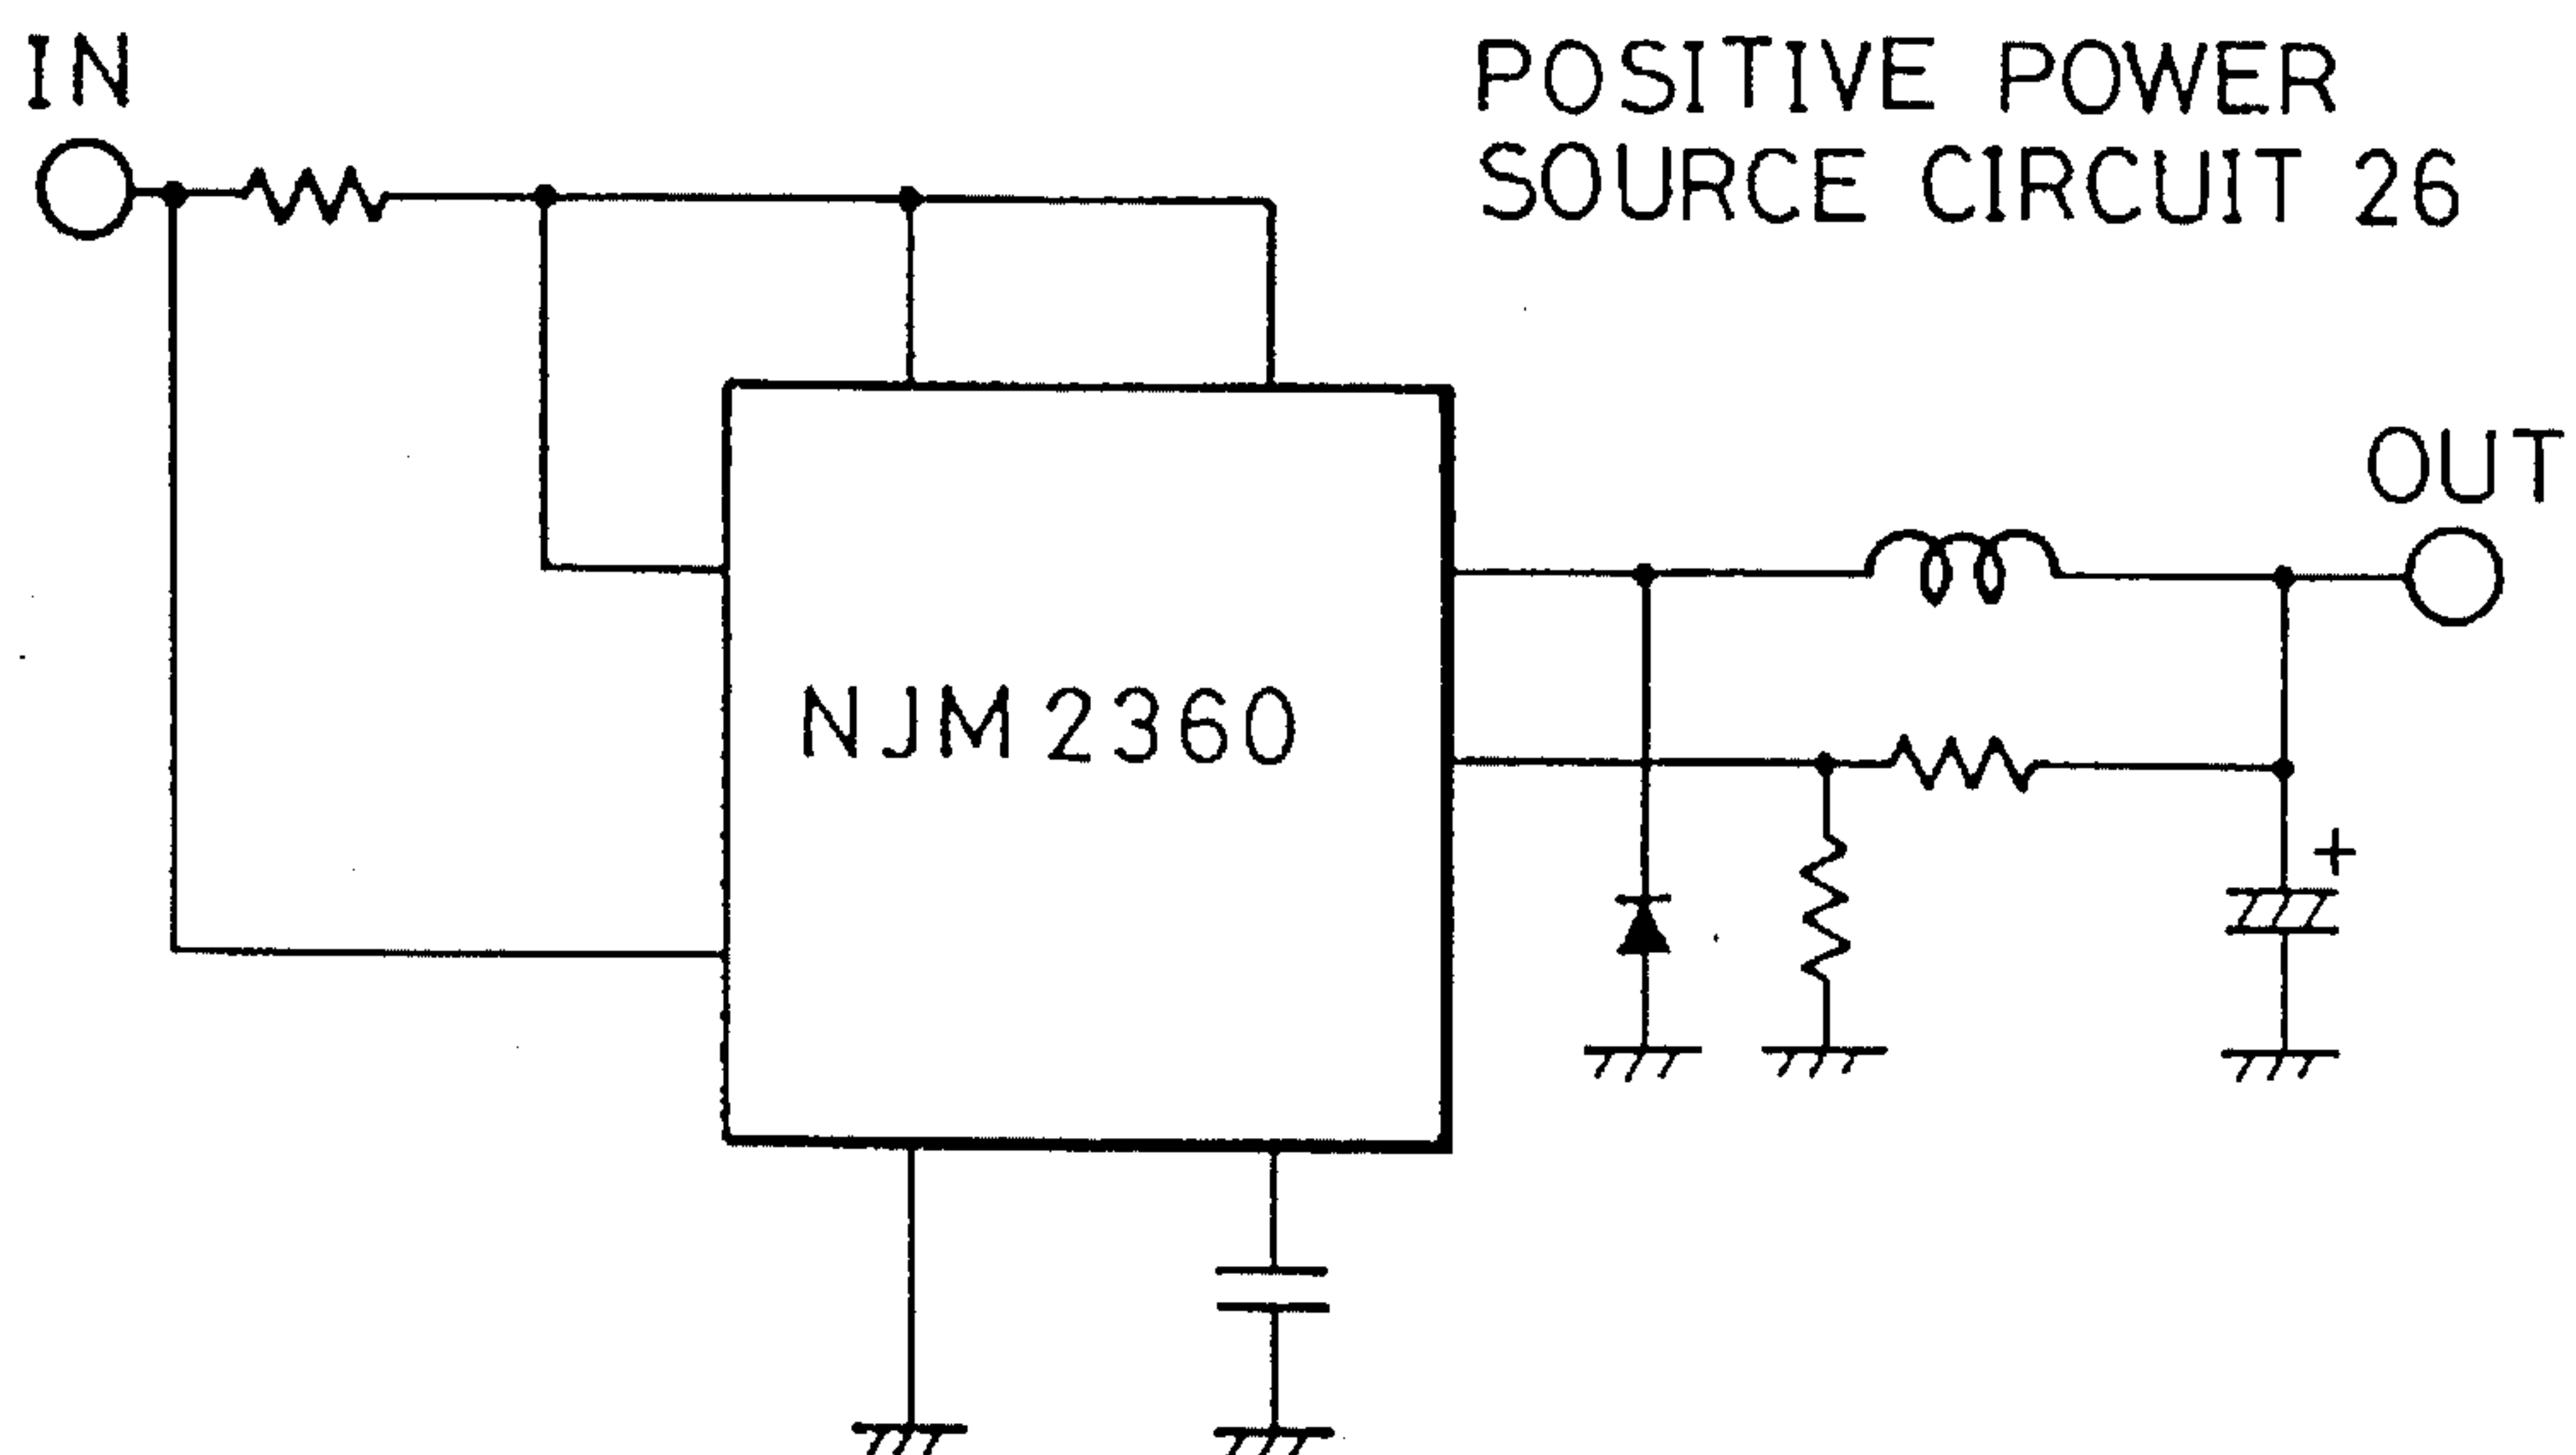 IN
POSITIVE POWER
SOURCE CIRCUIT 26
OUT
NJM2360
+